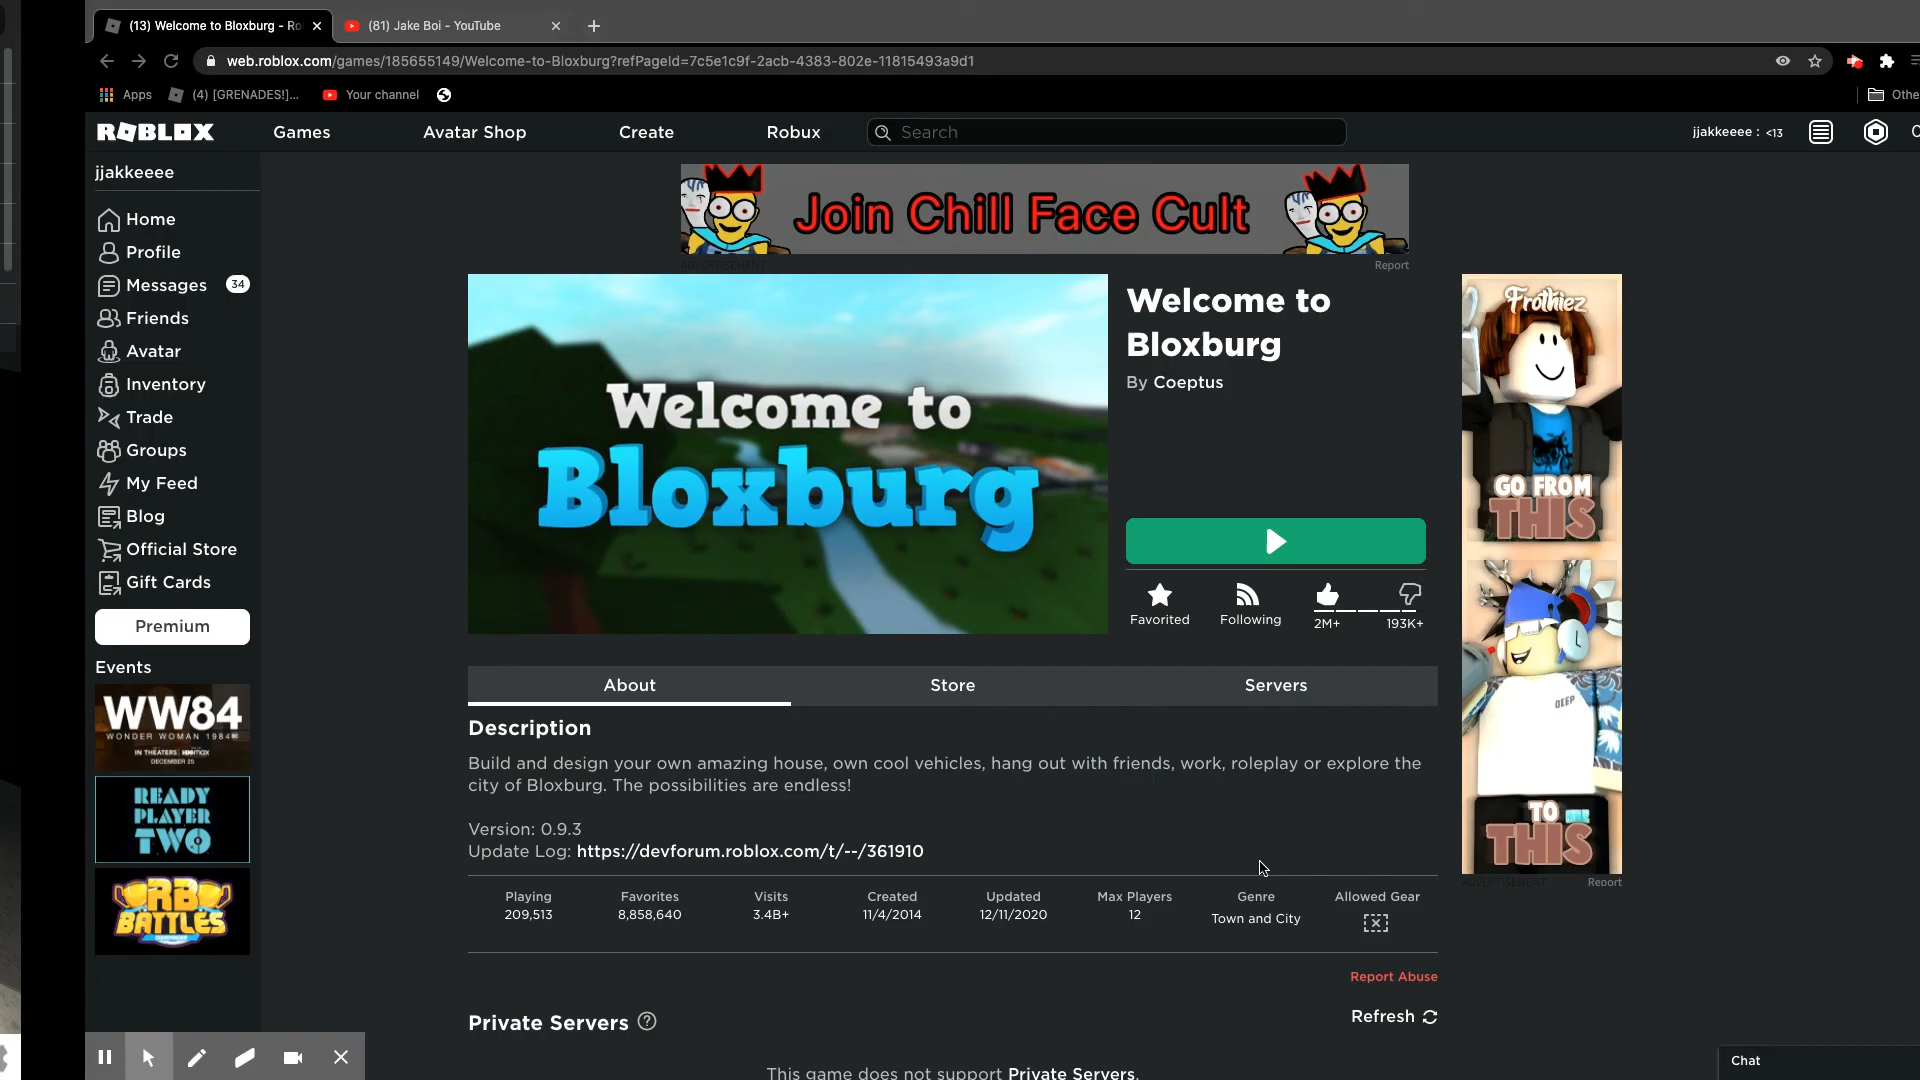 (13) Welcome to Bloxburg - Ro
(81) Jake Boi - YouTube
web.roblox.com/games/185655149/Welcome-to-Bloxburg?refPageId=7c5e1c9f-2acb-4383-802e-11815493a9d1
Apps
(4) [GRENADES!]...
Your channel
Othe
ROBLOX
Games
Avatar Shop
Create
Robux
Search
jjakkeeee : <13
jjakkeeee
Home
Profile
Messages
34
Friends
Avatar
Inventory
Trade
Groups
My Feed
Blog
Official Store
Gift Cards
Premium
Events
WW84
WONDER WOMAN 1984
IN THEATERS HBOmax
DECEMBER 25
READY
PLAYER
TWO
RB
BATTLES
Join Chill Face Cult
ADVERTISEMENT
Report
Welcome to
Bloxburg
Welcome to
Bloxburg
By Coeptus
Favorited
Following
2M+
193K+
Frothiez
GO FROM
THIS
DEEP
TO
THIS
ADVERTISEMENT
Report
About
Store
Servers
Description
Build and design your own amazing house, own cool vehicles, hang out with friends, work, roleplay or explore the
city of Bloxburg. The possibilities are endless!
Version: 0.9.3
Update Log: https://devforum.roblox.com/t/--/361910
Playing
209,513
Favorites
8,858,640
Visits
3.4B+
Created
11/4/2014
Updated
12/11/2020
Max Players
12
Genre
Town and City
Allowed Gear
Report Abuse
Private Servers
Refresh
This game does not support Private Servers.
Chat